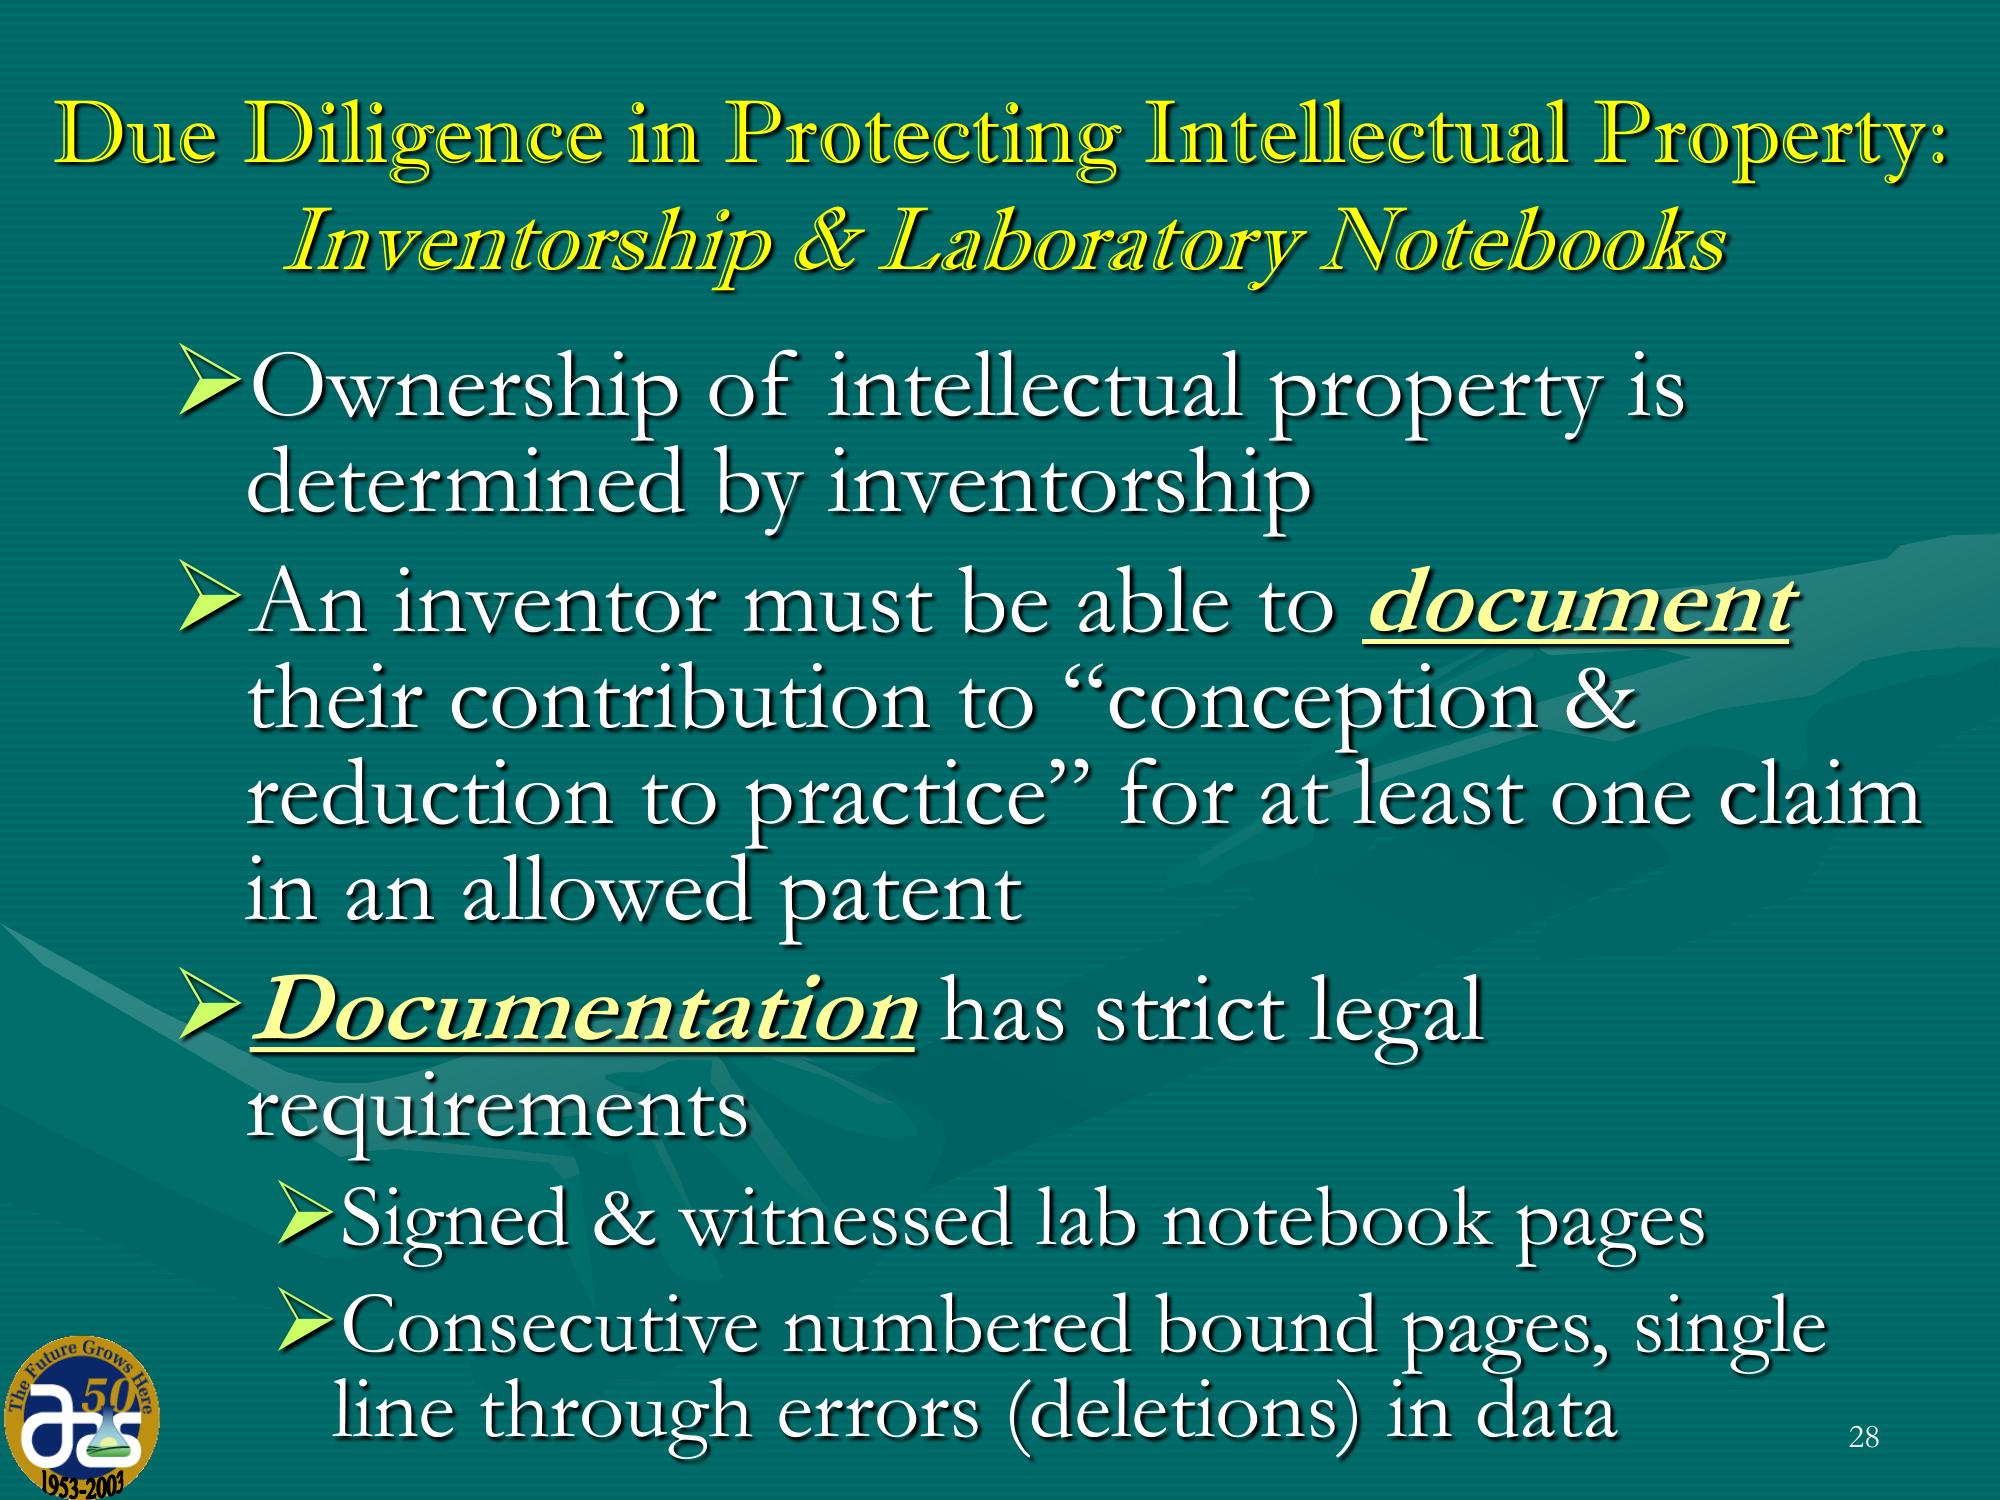 Due Diligence in Protecting Intellectual Property:
Inventorship & Laboratory Notebooks
Ownership of intellectual property is
determined by inventorship
An inventor must be able to document
their contribution to “conception &
reduction to practice” for at least one claim
in an allowed patent
Documentation has strict legal
requirements
Signed & witnessed lab notebook pages
Consecutive numbered bound pages, single
line through errors (deletions) in data
The Future Grows Here
50
ars
1953-2003
28